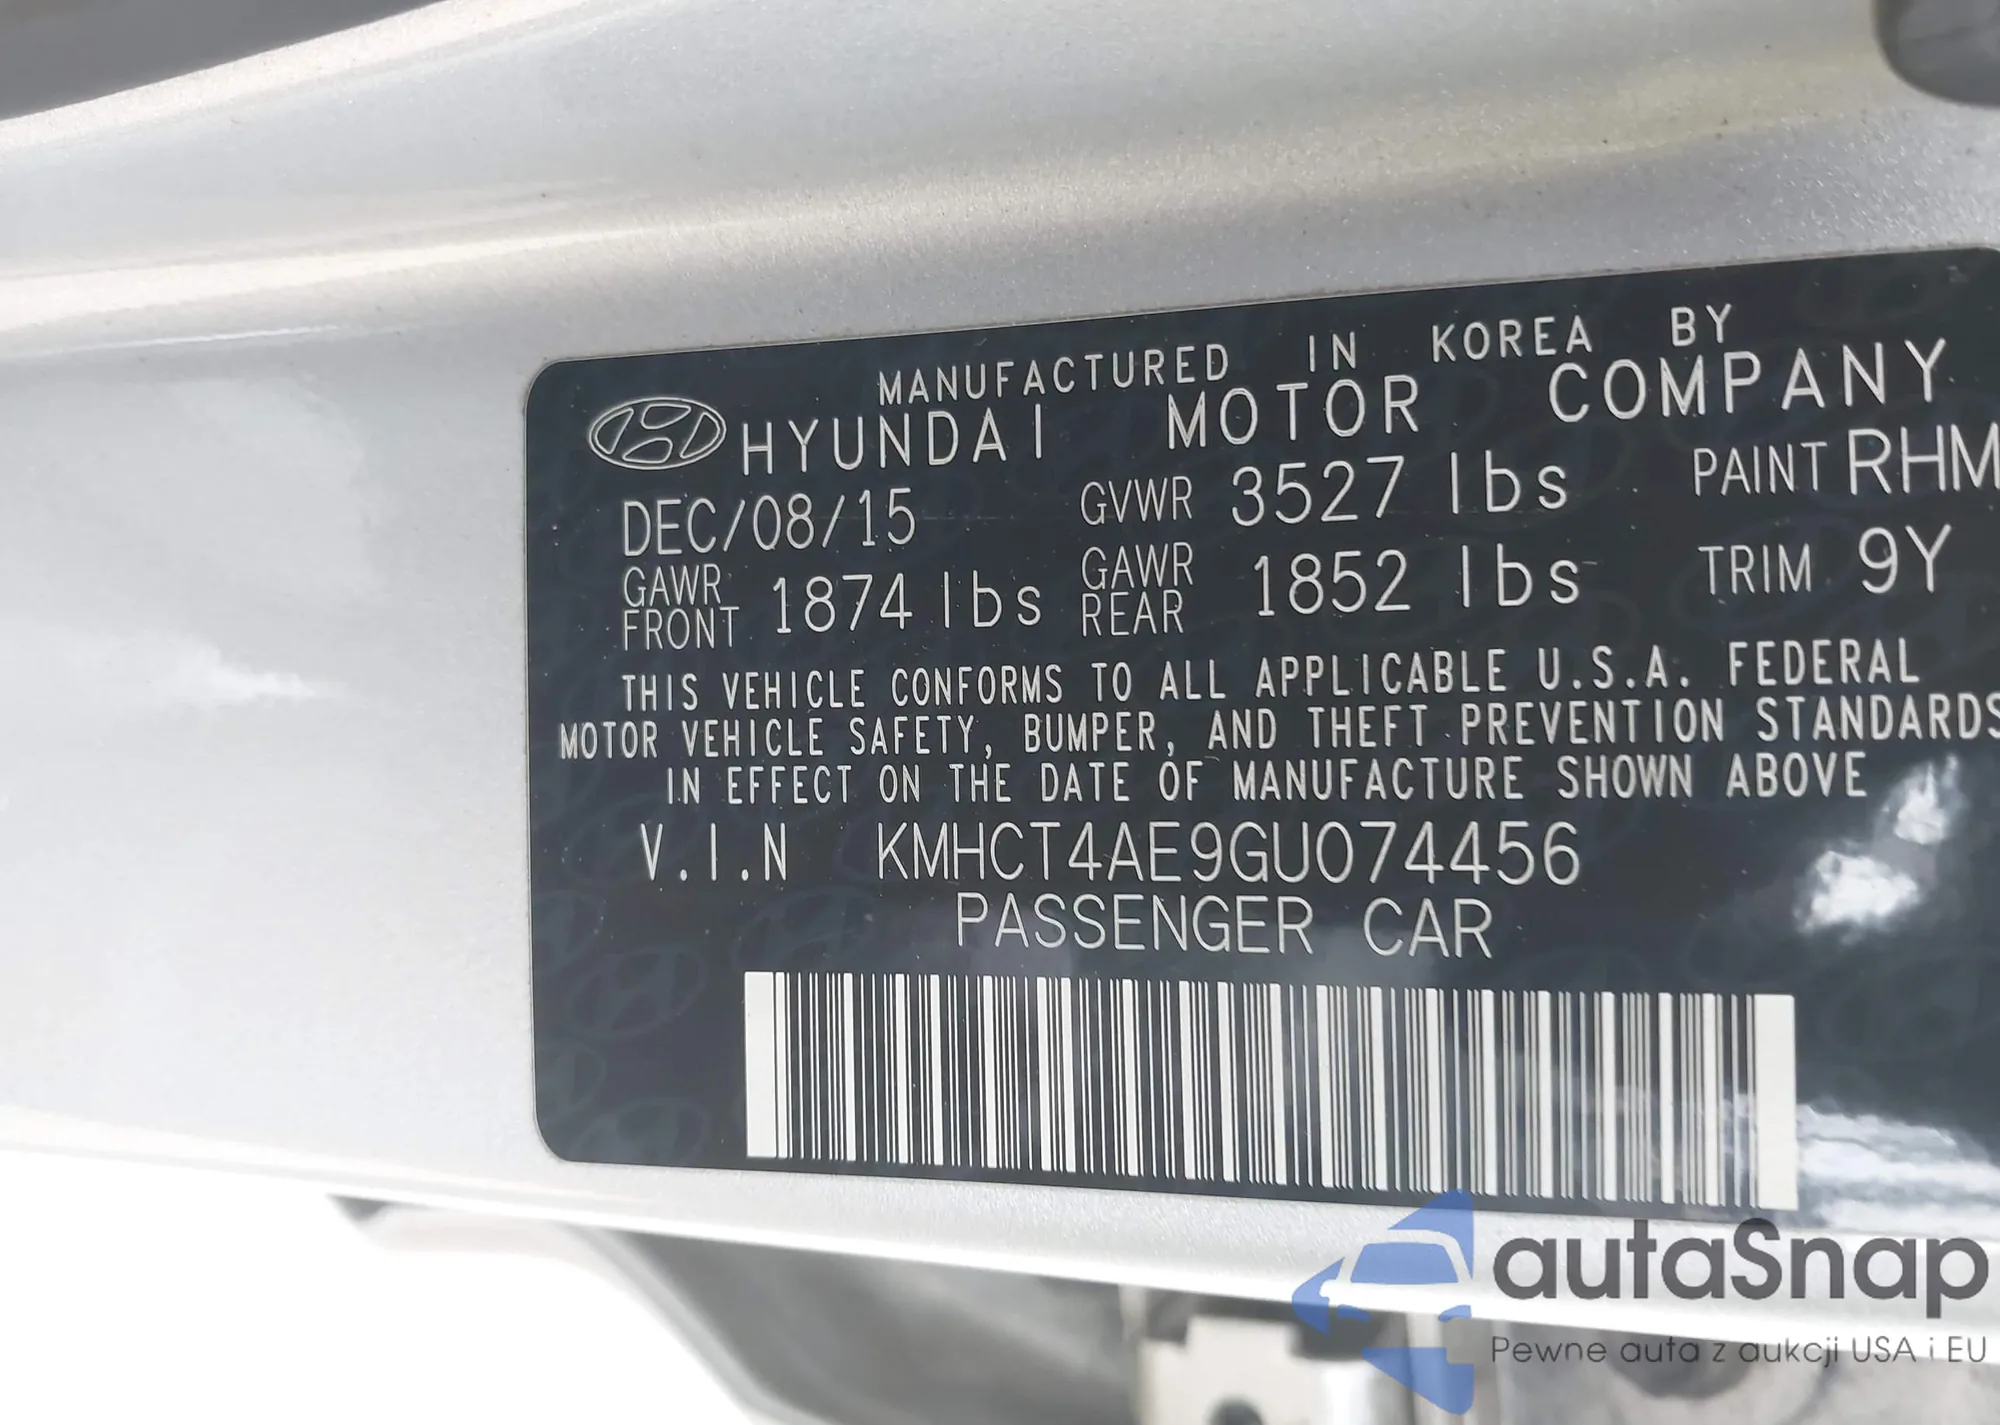 MANUFACTURED IN KOREA BY
HYUNDAI MOTOR COMPANY
DEC/08/15 GVWR 3527 lbs PAINT RHM
GAWR FRONT 1874 lbs GAWR REAR 1852 lbs TRIM 9Y
THIS VEHICLE CONFORMS TO ALL APPLICABLE U.S.A. FEDERAL
MOTOR VEHICLE SAFETY, BUMPER, AND THEFT PREVENTION STANDARDS
IN EFFECT ON THE DATE OF MANUFACTURE SHOWN ABOVE
V.I.N KMHCT4AE9GU074456
PASSENGER CAR
autaSnap
Pewne auta z aukcji USA i EU